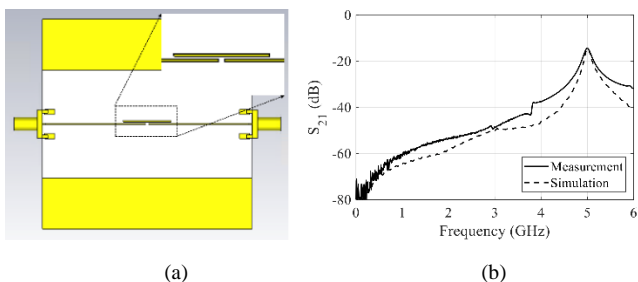 0
-20
-40
-60
-80
S21 (dB)
Measurement
Simulation
0 1 2 3 4 5 6
Frequency (GHz)
(a) (b)